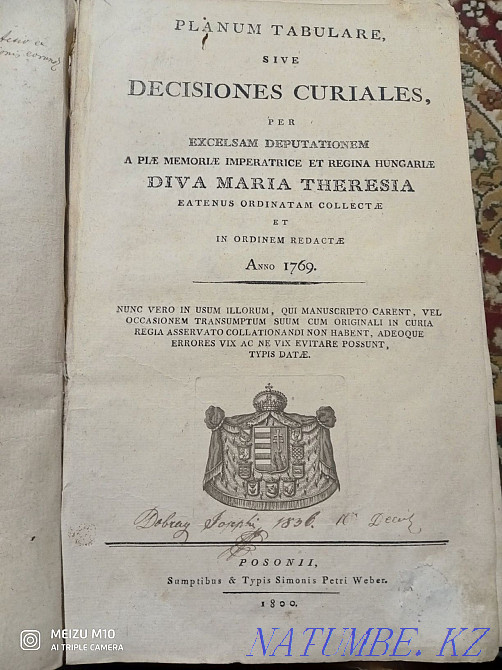 PLANUM TABULARE,
SIVE
DECISIONES CURIALES,
PER
EXCELSAM DEPUTATIONEM
A PIÆ MEMORIÆ IMPERATRICE ET REGINA HUNGARIÆ
DIVA MARIA THERESIA
EATENUS ORDINATAM COLLECTÆ
ET
IN ORDINEM REDACTÆ
ANNO 1769.
NUNC VERO IN USUM ILLORUM, QUI MANUSCRIPTO CARENT, VEL
OCCASIONEM TRANSUMPTUM SUUM CUM ORIGINALI IN CURIA
REGIA ASSERVATO COLLATIONANDI NON HABENT, ADEOQUE
ERRORES VIX AC NE VIX EVITARE POSSUNT,
TYPIS DATÆ.
Dobray Josephi 1836.
POSONII,
Sumptibus & Typis Simonis Petri Weber.
1800.
MEIZU M10
AI TRIPLE CAMERA
NATUMBE.KZ